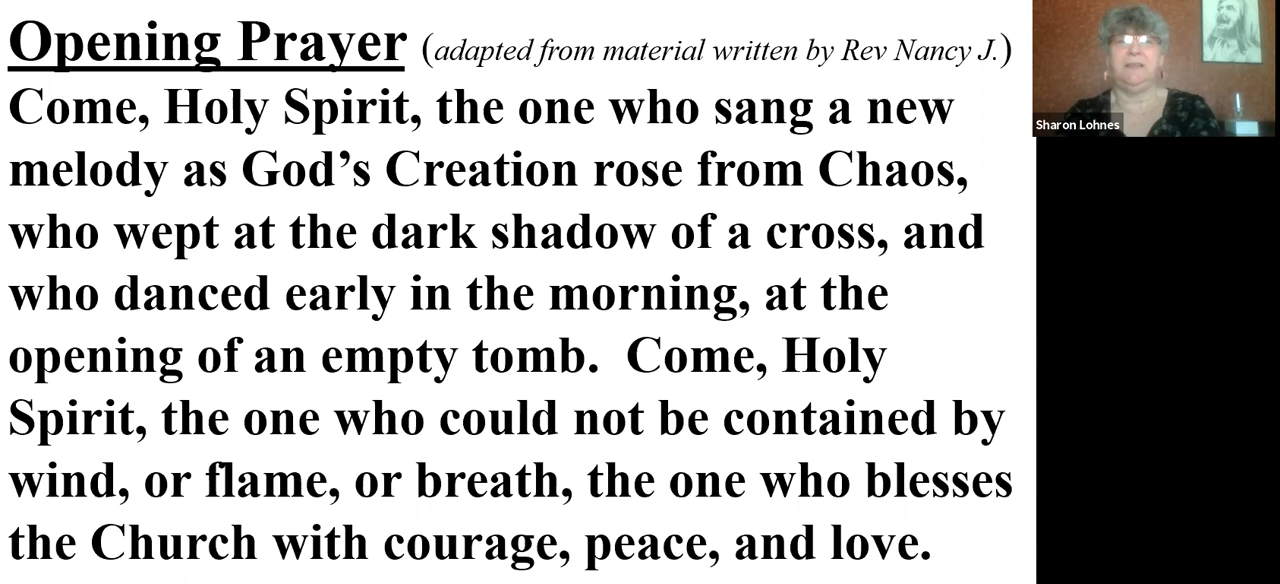 Opening Prayer (adapted from material written by Rev Nancy J.)
Come, Holy Spirit, the one who sang a new
melody as God’s Creation rose from Chaos,
who wept at the dark shadow of a cross, and
who danced early in the morning, at the
opening of an empty tomb.  Come, Holy
Spirit, the one who could not be contained by
wind, or flame, or breath, the one who blesses
the Church with courage, peace, and love.
Sharon Lohnes